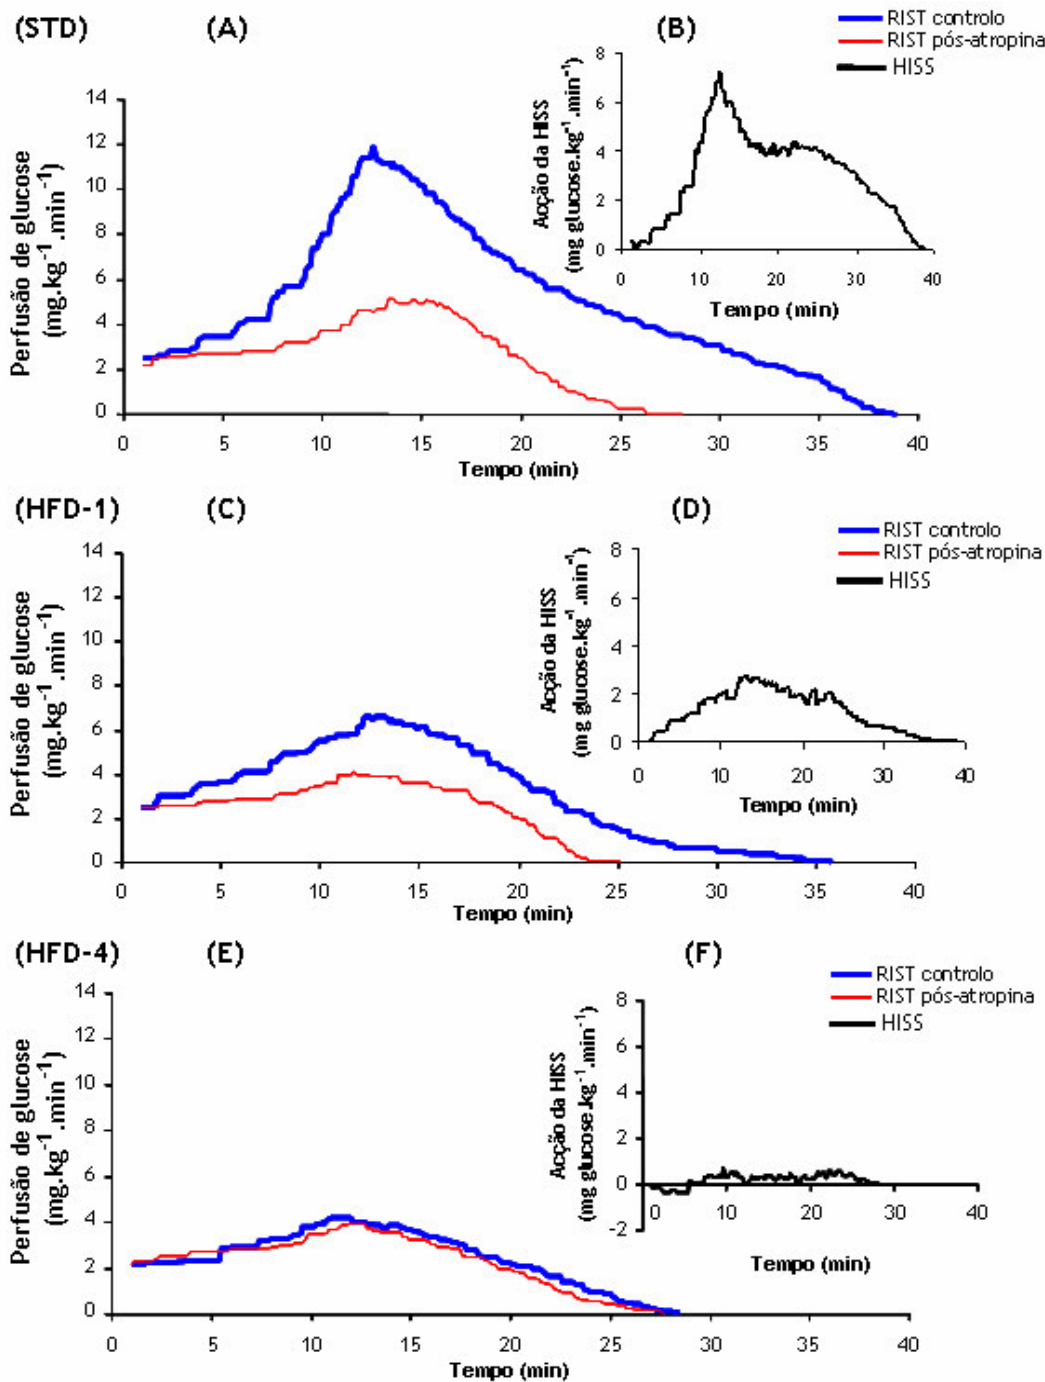 (STD)
(A)
(B)
RIST controlo
RIST pós-atropina
HISS
Perfusão de glucose
(mg.kg⁻¹.min⁻¹)
14
12
10
8
6
4
2
0
0 5 10 15 20 25 30 35 40
Tempo (min)
Acção da HISS
(mg glucose.kg⁻¹.min⁻¹)
8
6
4
2
0
0 10 20 30 40
Tempo (min)
(HFD-1)
(C)
(D)
RIST controlo
RIST pós-atropina
HISS
Perfusão de glucose
(mg.kg⁻¹.min⁻¹)
14
12
10
8
6
4
2
0
0 5 10 15 20 25 30 35 40
Tempo (min)
Acção da HISS
(mg glucose.kg⁻¹.min⁻¹)
8
6
4
2
0
0 10 20 30 40
Tempo (min)
(HFD-4)
(E)
(F)
RIST controlo
RIST pós-atropina
HISS
Perfusão de glucose
(mg.kg⁻¹.min⁻¹)
14
12
10
8
6
4
2
0
0 5 10 15 20 25 30 35 40
Tempo (min)
Acção da HISS
(mg glucose.kg⁻¹.min⁻¹)
8
6
4
2
0
-2
0 10 20 30 40
Tempo (min)